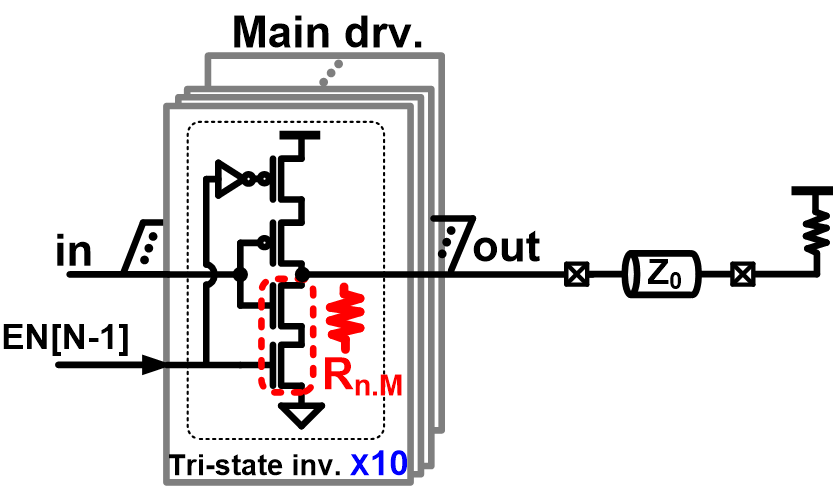 Main drv.
in
out
Z0
EN[N-1]
Rn.M
Tri-state inv. X10